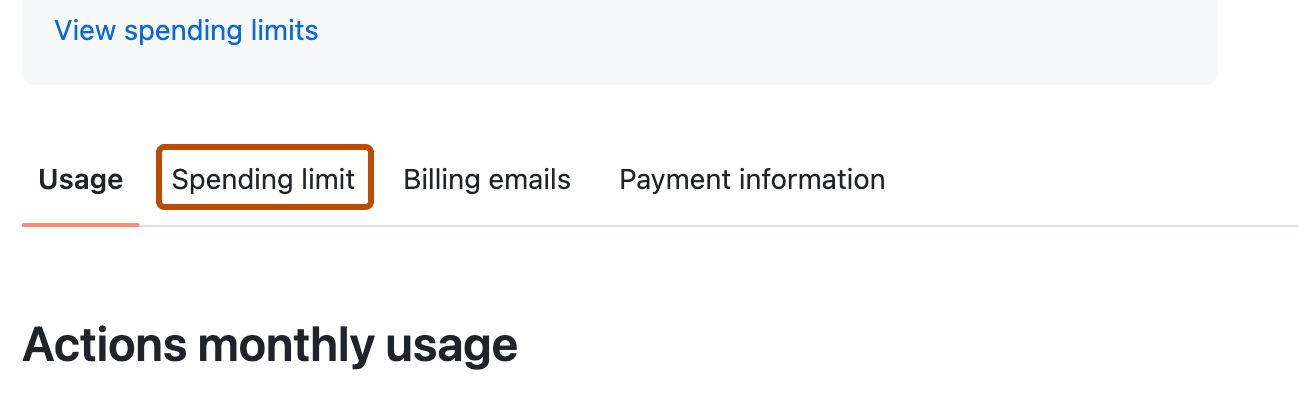 View spending limits
Usage Spending limit Billing emails Payment information
Actions monthly usage